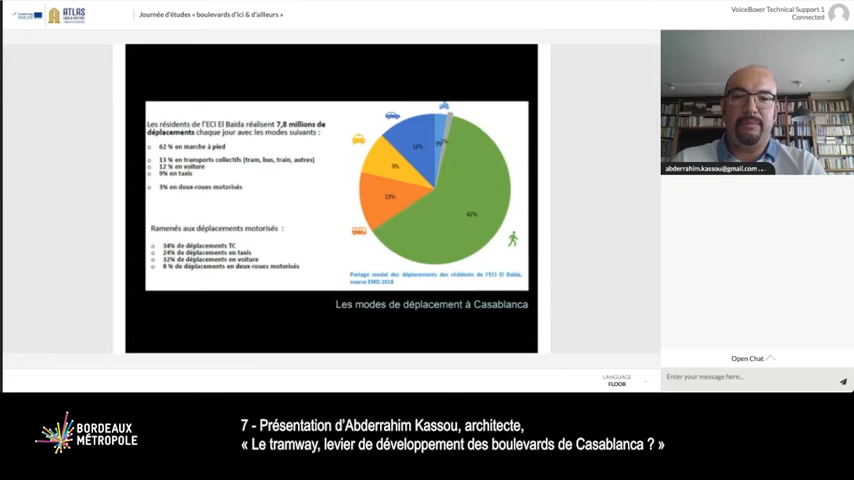 ATLAS
Journée d'études « boulevards d'ici & d'ailleurs »
VoiceBoxer Technical Support 1
Connected
Les résidents de l'ECI El Baida réalisent 7,8 millions de
déplacements chaque jour avec les modes suivants :
62 % en marche à pied
13 % en transports collectifs (tram, bus, train, autres)
12 % en voiture
9% en taxis
3% en deux-roues motorisés
Ramenés aux déplacements motorisés :
34% de déplacements TC
24% de déplacements en taxis
32% de déplacements en voiture
8 % de déplacements en deux-roues motorisés
12%
3%
1%
9%
13%
62%
Partage modal des déplacements des résidents de l'ECI El Baida,
source EMD 2018
Les modes de déplacement à Casablanca
abderrahim.kassou@gmail.com
Open Chat
LANGUAGE
FLOOR
Enter your message here...
BORDEAUX
MÉTROPOLE
7 - Présentation d'Abderrahim Kassou, architecte,
« Le tramway, levier de développement des boulevards de Casablanca ? »